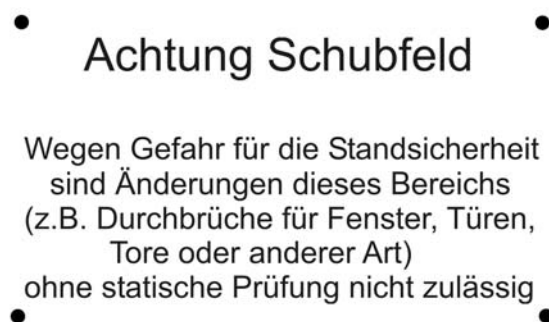 Achtung Schubfeld
Wegen Gefahr für die Standsicherheit
sind Änderungen dieses Bereichs
(z.B. Durchbrüche für Fenster, Türen,
Tore oder anderer Art)
ohne statische Prüfung nicht zulässig